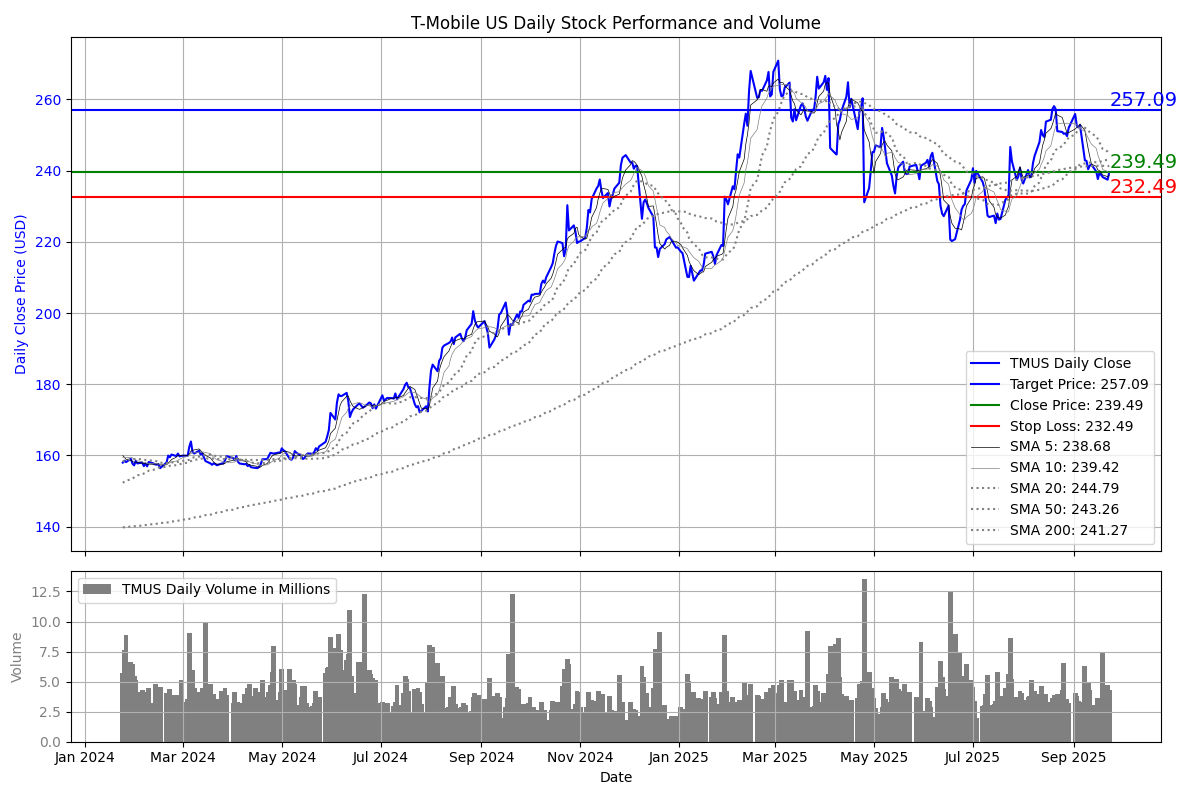 T-Mobile US Daily Stock Performance and Volume
Daily Close Price (USD)
260
240
220
200
180
160
140
257.09
239.49
232.49
TMUS Daily Close
Target Price: 257.09
Close Price: 239.49
Stop Loss: 232.49
SMA 5: 238.68
SMA 10: 239.42
SMA 20: 244.79
SMA 50: 243.26
SMA 200: 241.27
TMUS Daily Volume in Millions
Volume
12.5
10.0
7.5
5.0
2.5
0.0
Jan 2024 Mar 2024 May 2024 Jul 2024 Sep 2024 Nov 2024 Jan 2025 Mar 2025 May 2025 Jul 2025 Sep 2025
Date